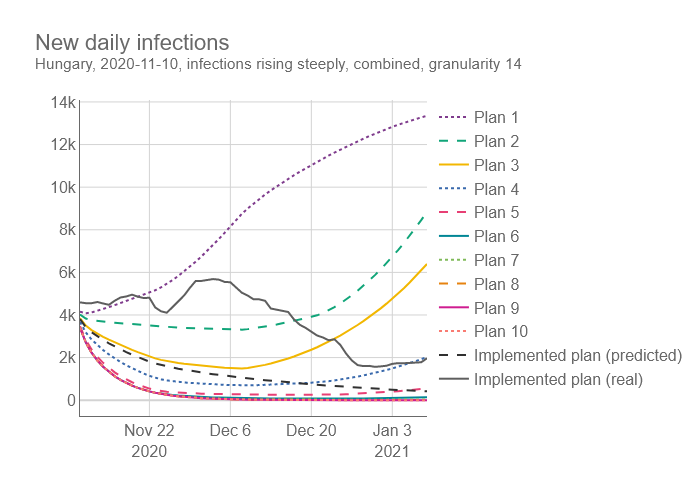 New daily infections
Hungary, 2020-11-10, infections rising steeply, combined, granularity 14
14k
12k
10k
8k
6k
4k
2k
0
Nov 22
2020
Dec 6
Dec 20
Jan 3
2021
Plan 1
Plan 2
Plan 3
Plan 4
Plan 5
Plan 6
Plan 7
Plan 8
Plan 9
Plan 10
Implemented plan (predicted)
Implemented plan (real)